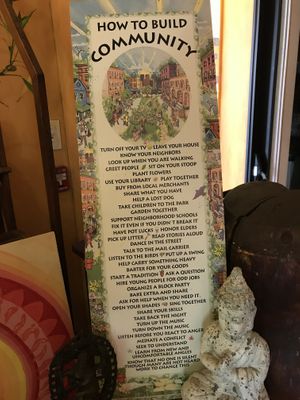 HOW TO BUILD
COMMUNITY
TURN OFF YOUR TV LEAVE YOUR HOUSE
KNOW YOUR NEIGHBORS
LOOK UP WHEN YOU ARE WALKING
GREET PEOPLE SIT ON YOUR STOOP
PLANT FLOWERS
USE YOUR LIBRARY PLAY TOGETHER
BUY FROM LOCAL MERCHANTS
SHARE WHAT YOU HAVE
HELP A LOST DOG
TAKE CHILDREN TO THE PARK
GARDEN TOGETHER
SUPPORT NEIGHBORHOOD SCHOOLS
FIX IT EVEN IF YOU DIDN'T BREAK IT
HAVE POT LUCKS HONOR ELDERS
PICK UP LITTER READ STORIES ALOUD
DANCE IN THE STREET
TALK TO THE MAIL CARRIER
LISTEN TO THE BIRDS PUT UP A SWING
HELP CARRY SOMETHING HEAVY
BARTER FOR YOUR GOODS
START A TRADITION ASK A QUESTION
HIRE YOUNG PEOPLE FOR ODD JOBS
ORGANIZE A BLOCK PARTY
BAKE EXTRA AND SHARE
ASK FOR HELP WHEN YOU NEED IT
OPEN YOUR SHADES SING TOGETHER
SHARE YOUR SKILLS
TAKE BACK THE NIGHT
TURN UP THE MUSIC
TURN DOWN THE MUSIC
LISTEN BEFORE YOU REACT TO ANGER
MEDIATE A CONFLICT
SEEK TO UNDERSTAND
LEARN FROM NEW AND
UNCOMFORTABLE ANGLES
KNOW THAT NO ONE IS SILENT
THOUGH MANY ARE NOT HEARD
WORK TO CHANGE THIS